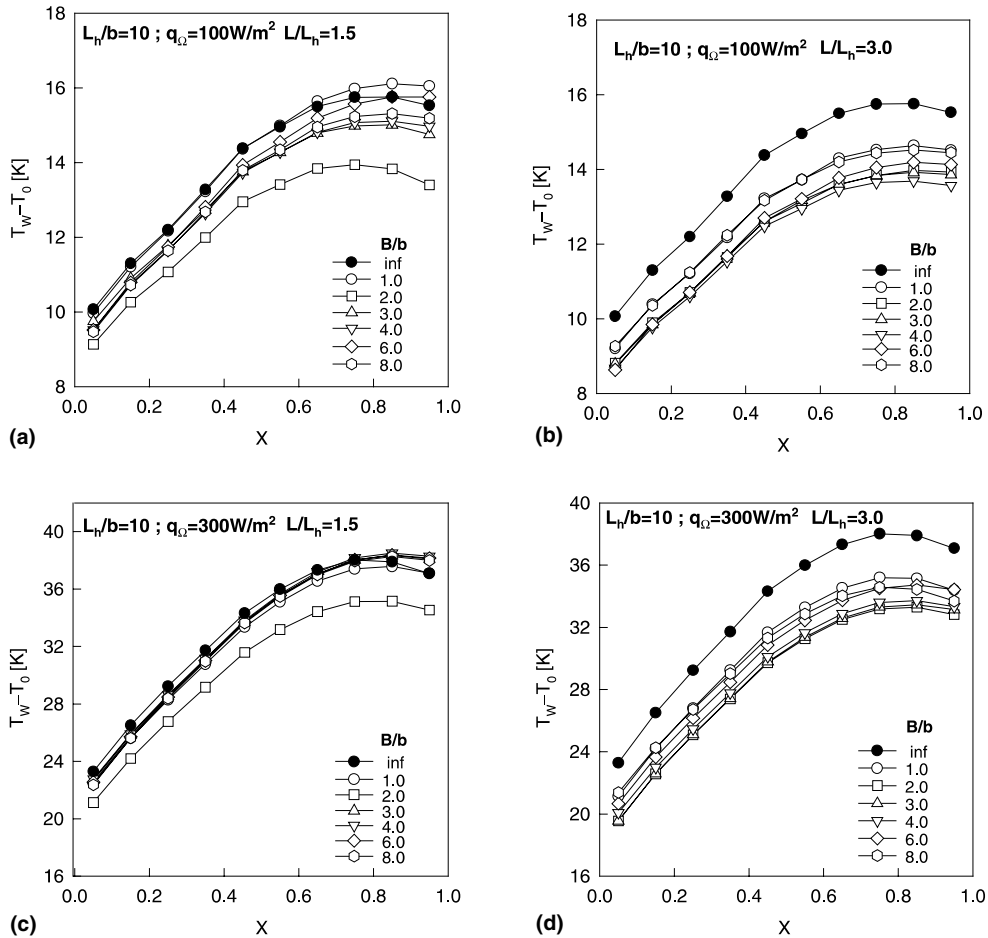 L_h/b=10 ; q_Ω=100W/m² L/L_h=1.5
18
16
14
12
10
8
T_W–T_0 [K]
B/b
inf
1.0
2.0
3.0
4.0
6.0
8.0
0.0 0.2 0.4 0.6 0.8 1.0
X
(a)
L_h/b=10 ; q_Ω=100W/m² L/L_h=3.0
18
16
14
12
10
8
T_W–T_0 [K]
B/b
inf
1.0
2.0
3.0
4.0
6.0
8.0
0.0 0.2 0.4 0.6 0.8 1.0
X
(b)
L_h/b=10 ; q_Ω=300W/m² L/L_h=1.5
40
36
32
28
24
20
16
T_W–T_0 [K]
B/b
inf
1.0
2.0
3.0
4.0
6.0
8.0
0.0 0.2 0.4 0.6 0.8 1.0
X
(c)
L_h/b=10 ; q_Ω=300W/m² L/L_h=3.0
40
36
32
28
24
20
16
T_W–T_0 [K]
B/b
inf
1.0
2.0
3.0
4.0
6.0
8.0
0.0 0.2 0.4 0.6 0.8 1.0
X
(d)